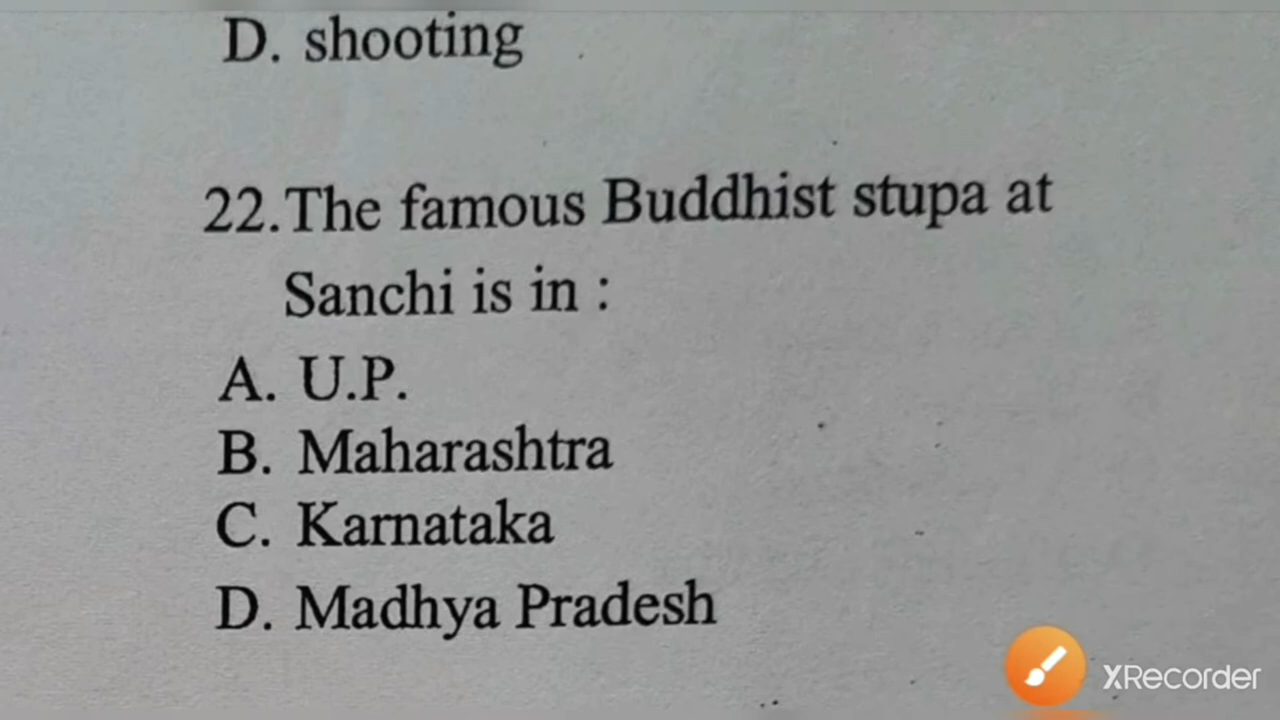 D. shooting
22. The famous Buddhist stupa at
Sanchi is in :
A. U.P.
B. Maharashtra
C. Karnataka
D. Madhya Pradesh
XRecorder